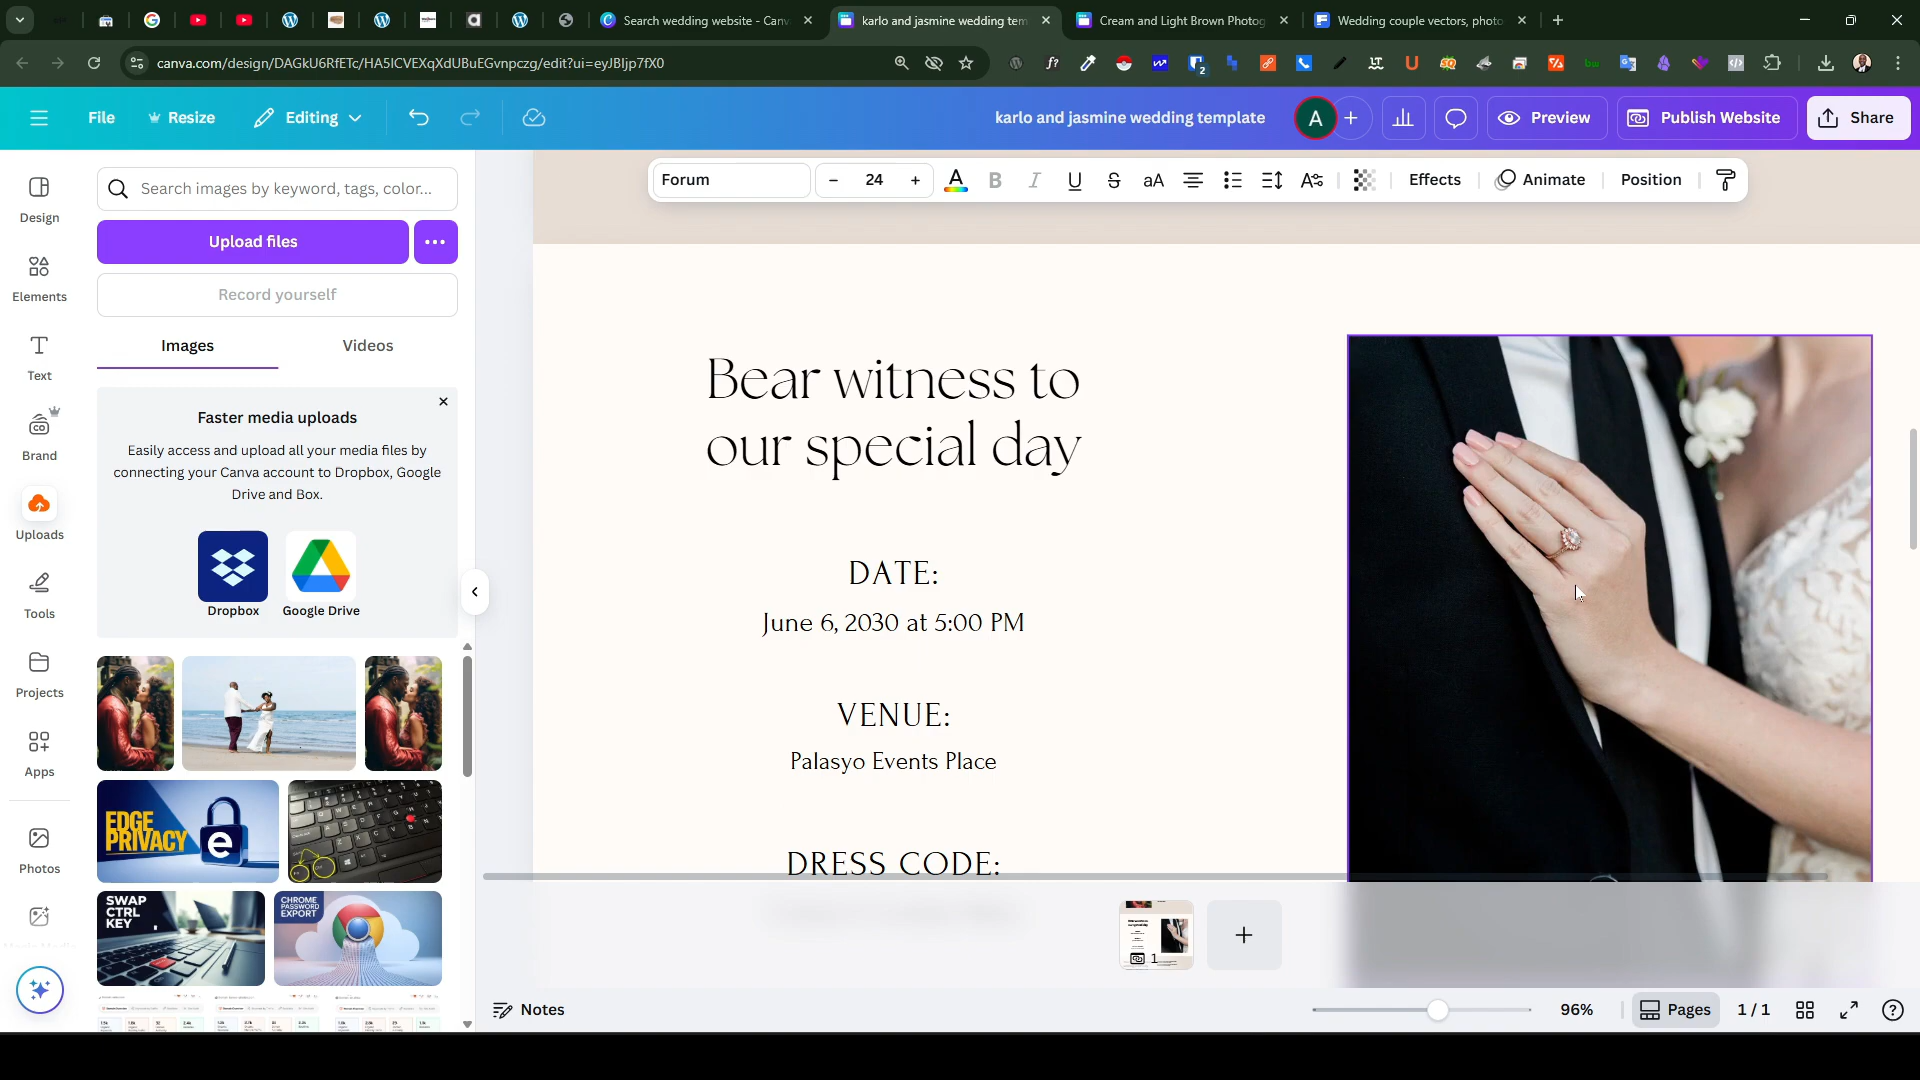 Search wedding website - Canv
karlo and jasmine wedding tem
Cream and Light Brown Photog
Wedding couple vectors, photo
canva.com/design/DAGkU6RfETc/HA5ICVEXqXdUBuEGvnpczg/edit?ui=eyJBIjp7fX0
File
Resize
Editing
karlo and jasmine wedding template
A
Preview
Publish Website
Share
Search images by keyword, tags, color...
Forum
24
aA
Effects
Animate
Position
Design
Upload files
Elements
Record yourself
Text
Images
Videos
Faster media uploads
Easily access and upload all your media files by
connecting your Canva account to Dropbox, Google
Drive and Box.
Brand
Uploads
Dropbox
Google Drive
Tools
Projects
Apps
Photos
EDGE
PRIVACY
SWAP
CTRL
KEY
CHROME
PASSWORD
EXPORT
Bear witness to
our special day
DATE:
June 6, 2030 at 5:00 PM
VENUE:
Palasyo Events Place
DRESS CODE:
1
Notes
96%
Pages
1 / 1